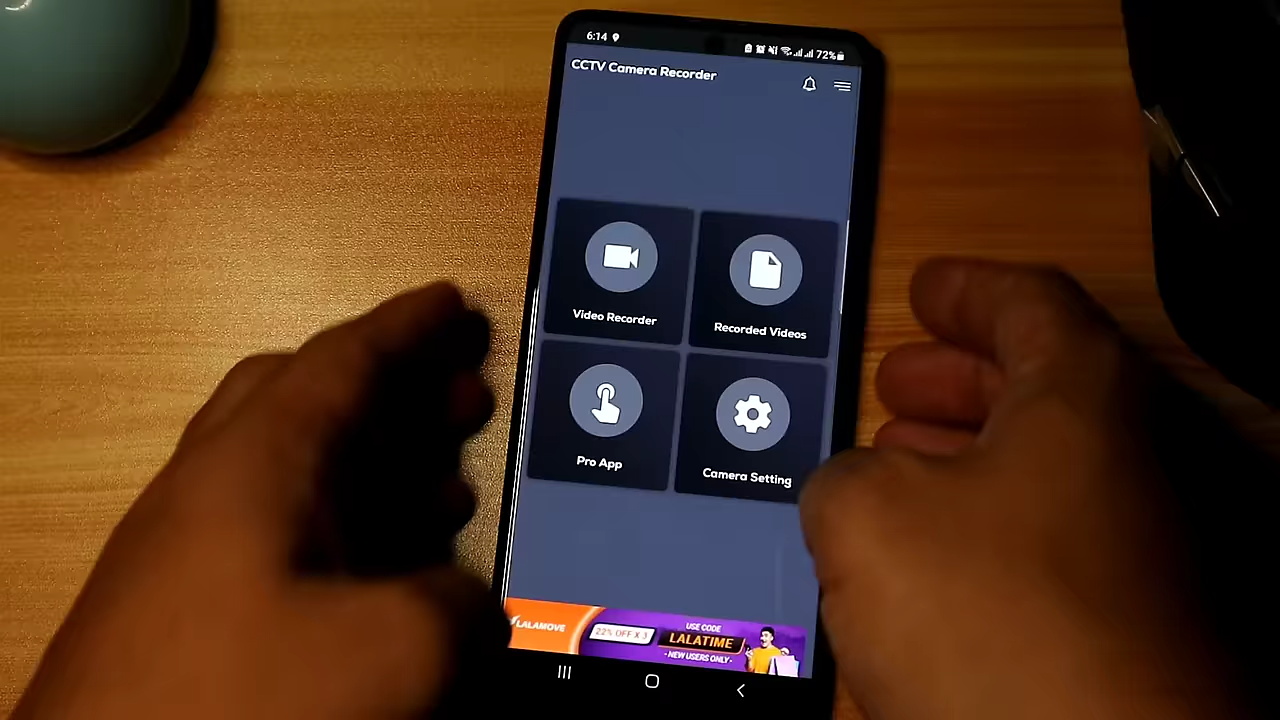 6:14
72%
CCTV Camera Recorder
Video Recorder
Recorded Videos
Pro App
Camera Setting
LALAMOVE
22% OFF X 3
USE CODE
LALATIME
- NEW USERS ONLY -